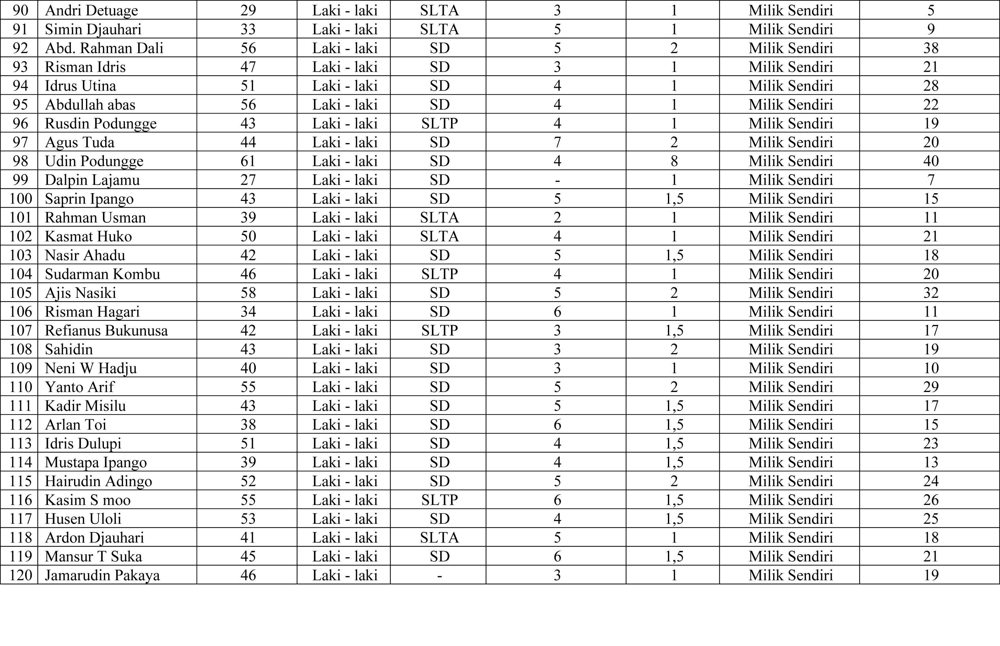 90 Andri Detuage 29 Laki - laki SLTA 3 1 Milik Sendiri 5
91 Simin Djauhari 33 Laki - laki SLTA 5 1 Milik Sendiri 9
92 Abd. Rahman Dali 56 Laki - laki SD 5 2 Milik Sendiri 38
93 Risman Idris 47 Laki - laki SD 3 1 Milik Sendiri 21
94 Idrus Utina 51 Laki - laki SD 4 1 Milik Sendiri 28
95 Abdullah abas 56 Laki - laki SD 4 1 Milik Sendiri 22
96 Rusdin Podungge 43 Laki - laki SLTP 4 1 Milik Sendiri 19
97 Agus Tuda 44 Laki - laki SD 7 2 Milik Sendiri 20
98 Udin Podungge 61 Laki - laki SD 4 8 Milik Sendiri 40
99 Dalpin Lajamu 27 Laki - laki SD - 1 Milik Sendiri 7
100 Saprin Ipango 43 Laki - laki SD 5 1,5 Milik Sendiri 15
101 Rahman Usman 39 Laki - laki SLTA 2 1 Milik Sendiri 11
102 Kasmat Huko 50 Laki - laki SLTA 4 1 Milik Sendiri 21
103 Nasir Ahadu 42 Laki - laki SD 5 1,5 Milik Sendiri 18
104 Sudarman Kombu 46 Laki - laki SLTP 4 1 Milik Sendiri 20
105 Ajis Nasiki 58 Laki - laki SD 5 2 Milik Sendiri 32
106 Risman Hagari 34 Laki - laki SD 6 1 Milik Sendiri 11
107 Refianus Bukunusa 42 Laki - laki SLTP 3 1,5 Milik Sendiri 17
108 Sahidin 43 Laki - laki SD 3 2 Milik Sendiri 19
109 Neni W Hadju 40 Laki - laki SD 3 1 Milik Sendiri 10
110 Yanto Arif 55 Laki - laki SD 5 2 Milik Sendiri 29
111 Kadir Misilu 43 Laki - laki SD 5 1,5 Milik Sendiri 17
112 Arlan Toi 38 Laki - laki SD 6 1,5 Milik Sendiri 15
113 Idris Dulupi 51 Laki - laki SD 4 1,5 Milik Sendiri 23
114 Mustapa Ipango 39 Laki - laki SD 4 1,5 Milik Sendiri 13
115 Hairudin Adingo 52 Laki - laki SD 5 2 Milik Sendiri 24
116 Kasim S moo 55 Laki - laki SLTP 6 1,5 Milik Sendiri 26
117 Husen Uloli 53 Laki - laki SD 4 1,5 Milik Sendiri 25
118 Ardon Djauhari 41 Laki - laki SLTA 5 1 Milik Sendiri 18
119 Mansur T Suka 45 Laki - laki SD 6 1,5 Milik Sendiri 21
120 Jamarudin Pakaya 46 Laki - laki - 3 1 Milik Sendiri 19